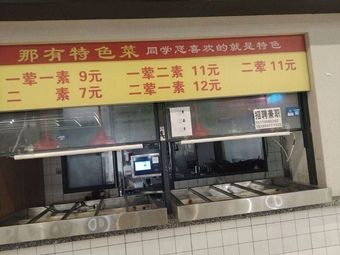 那有特色菜 同学您喜欢的就是特色
一荤一素 9元 一荤二素 11元 二荤 11元
二 素 7元 二荤一素 12元
招聘兼职